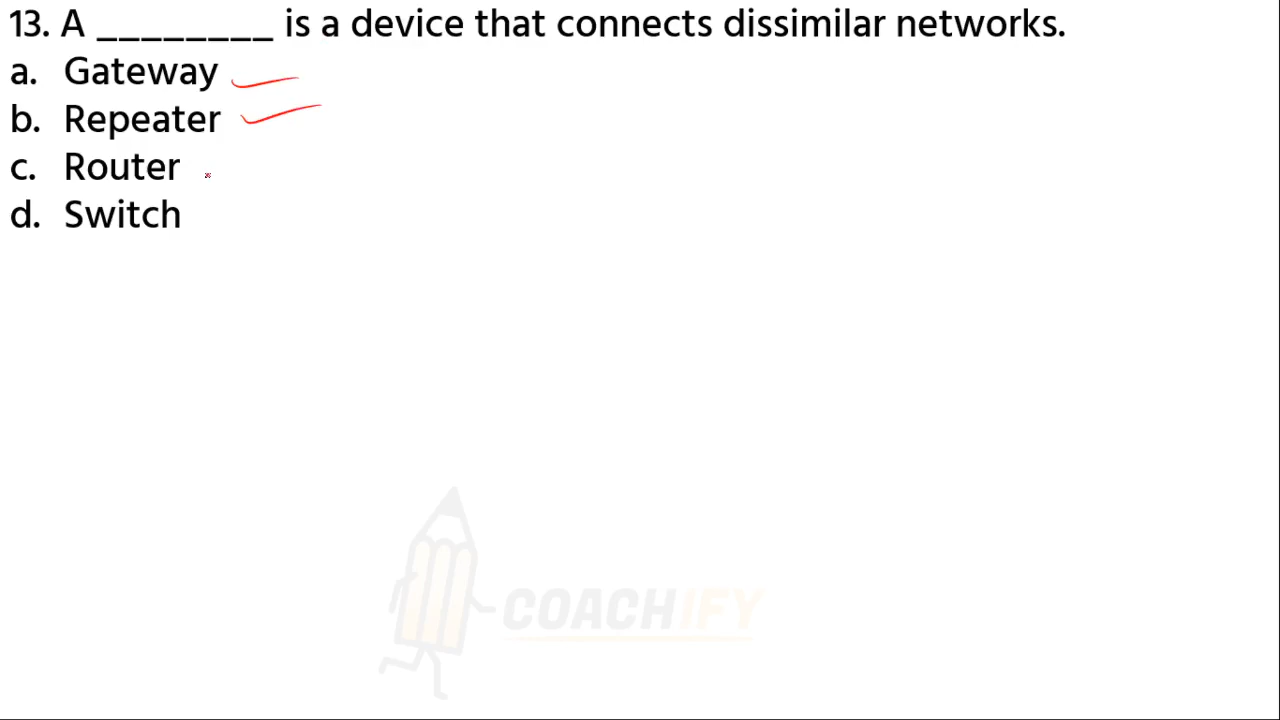 13. A ________ is a device that connects dissimilar networks.
a. Gateway
b. Repeater
c. Router
d. Switch
COACHIFY